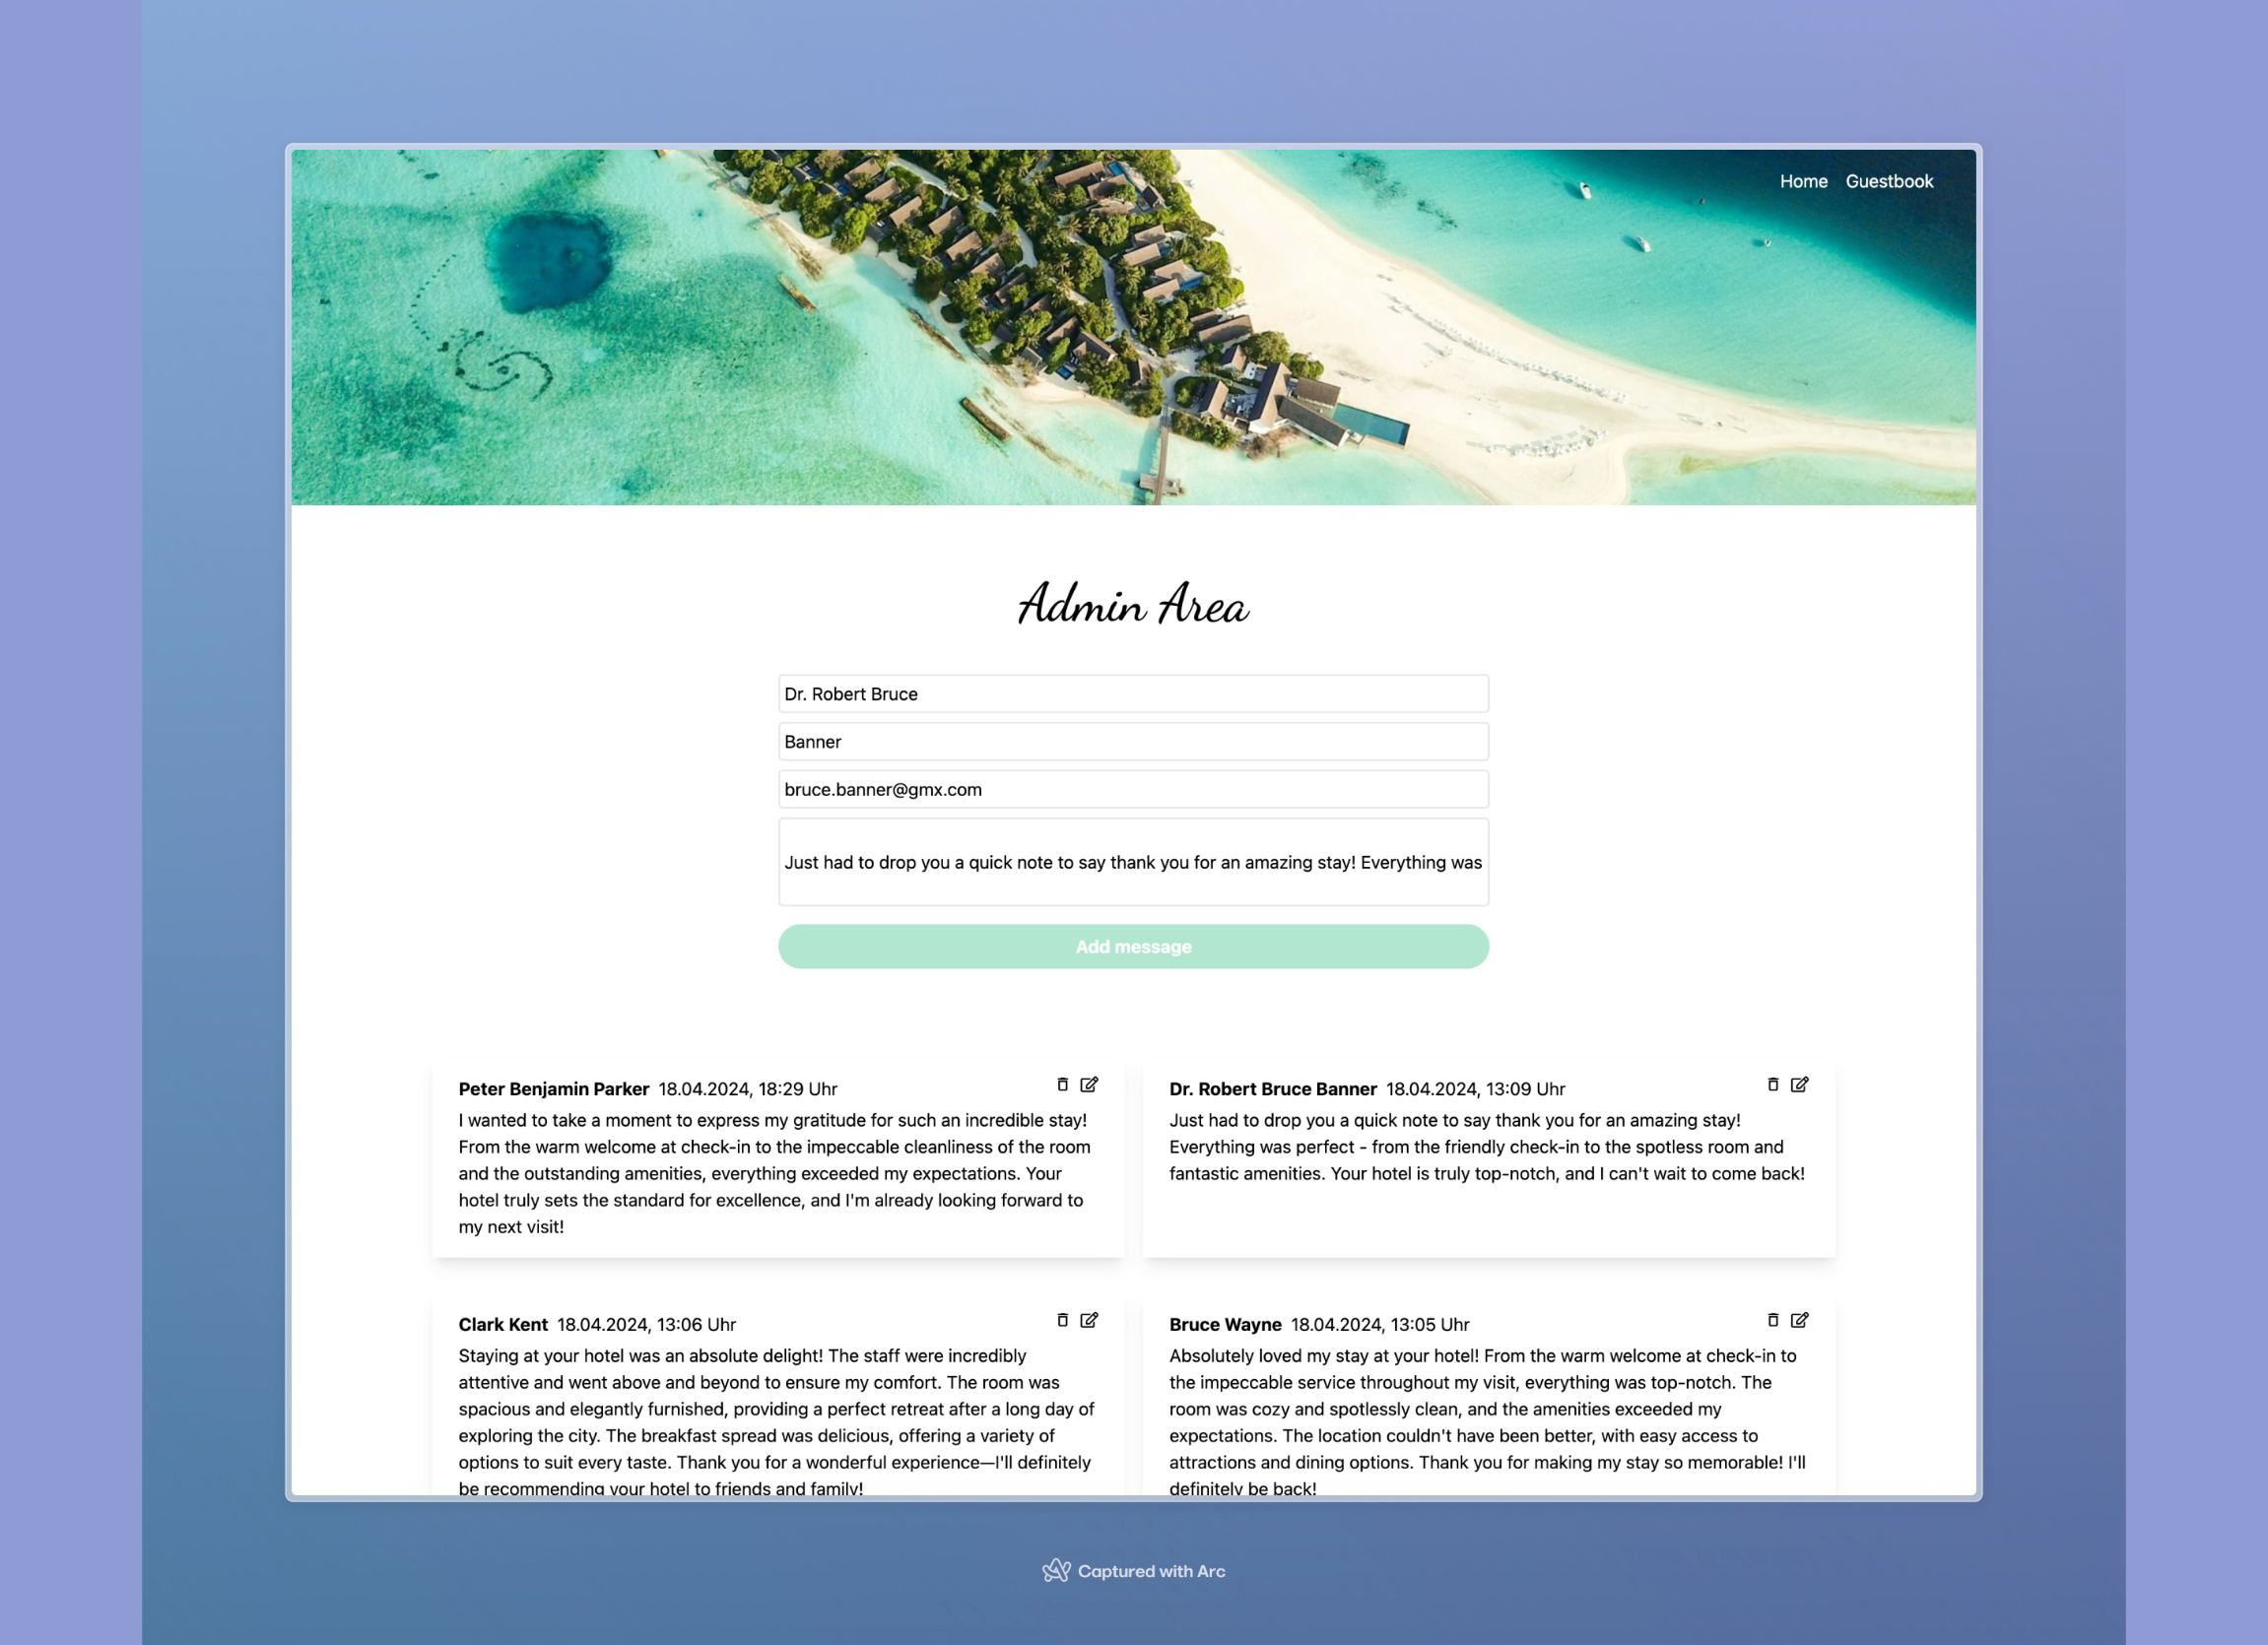 Home Guestbook
Admin Area
Dr. Robert Bruce
Banner
bruce.banner@gmx.com
Just had to drop you a quick note to say thank you for an amazing stay! Everything was
Add message
Peter Benjamin Parker 18.04.2024, 18:29 Uhr
I wanted to take a moment to express my gratitude for such an incredible stay!
From the warm welcome at check-in to the impeccable cleanliness of the room
and the outstanding amenities, everything exceeded my expectations. Your
hotel truly sets the standard for excellence, and I'm already looking forward to
my next visit!
Dr. Robert Bruce Banner 18.04.2024, 13:09 Uhr
Just had to drop you a quick note to say thank you for an amazing stay!
Everything was perfect - from the friendly check-in to the spotless room and
fantastic amenities. Your hotel is truly top-notch, and I can't wait to come back!
Clark Kent 18.04.2024, 13:06 Uhr
Staying at your hotel was an absolute delight! The staff were incredibly
attentive and went above and beyond to ensure my comfort. The room was
spacious and elegantly furnished, providing a perfect retreat after a long day of
exploring the city. The breakfast spread was delicious, offering a variety of
options to suit every taste. Thank you for a wonderful experience—I'll definitely
be recommending your hotel to friends and family!
Bruce Wayne 18.04.2024, 13:05 Uhr
Absolutely loved my stay at your hotel! From the warm welcome at check-in to
the impeccable service throughout my visit, everything was top-notch. The
room was cozy and spotlessly clean, and the amenities exceeded my
expectations. The location couldn't have been better, with easy access to
attractions and dining options. Thank you for making my stay so memorable! I'll
definitely be back!
Captured with Arc